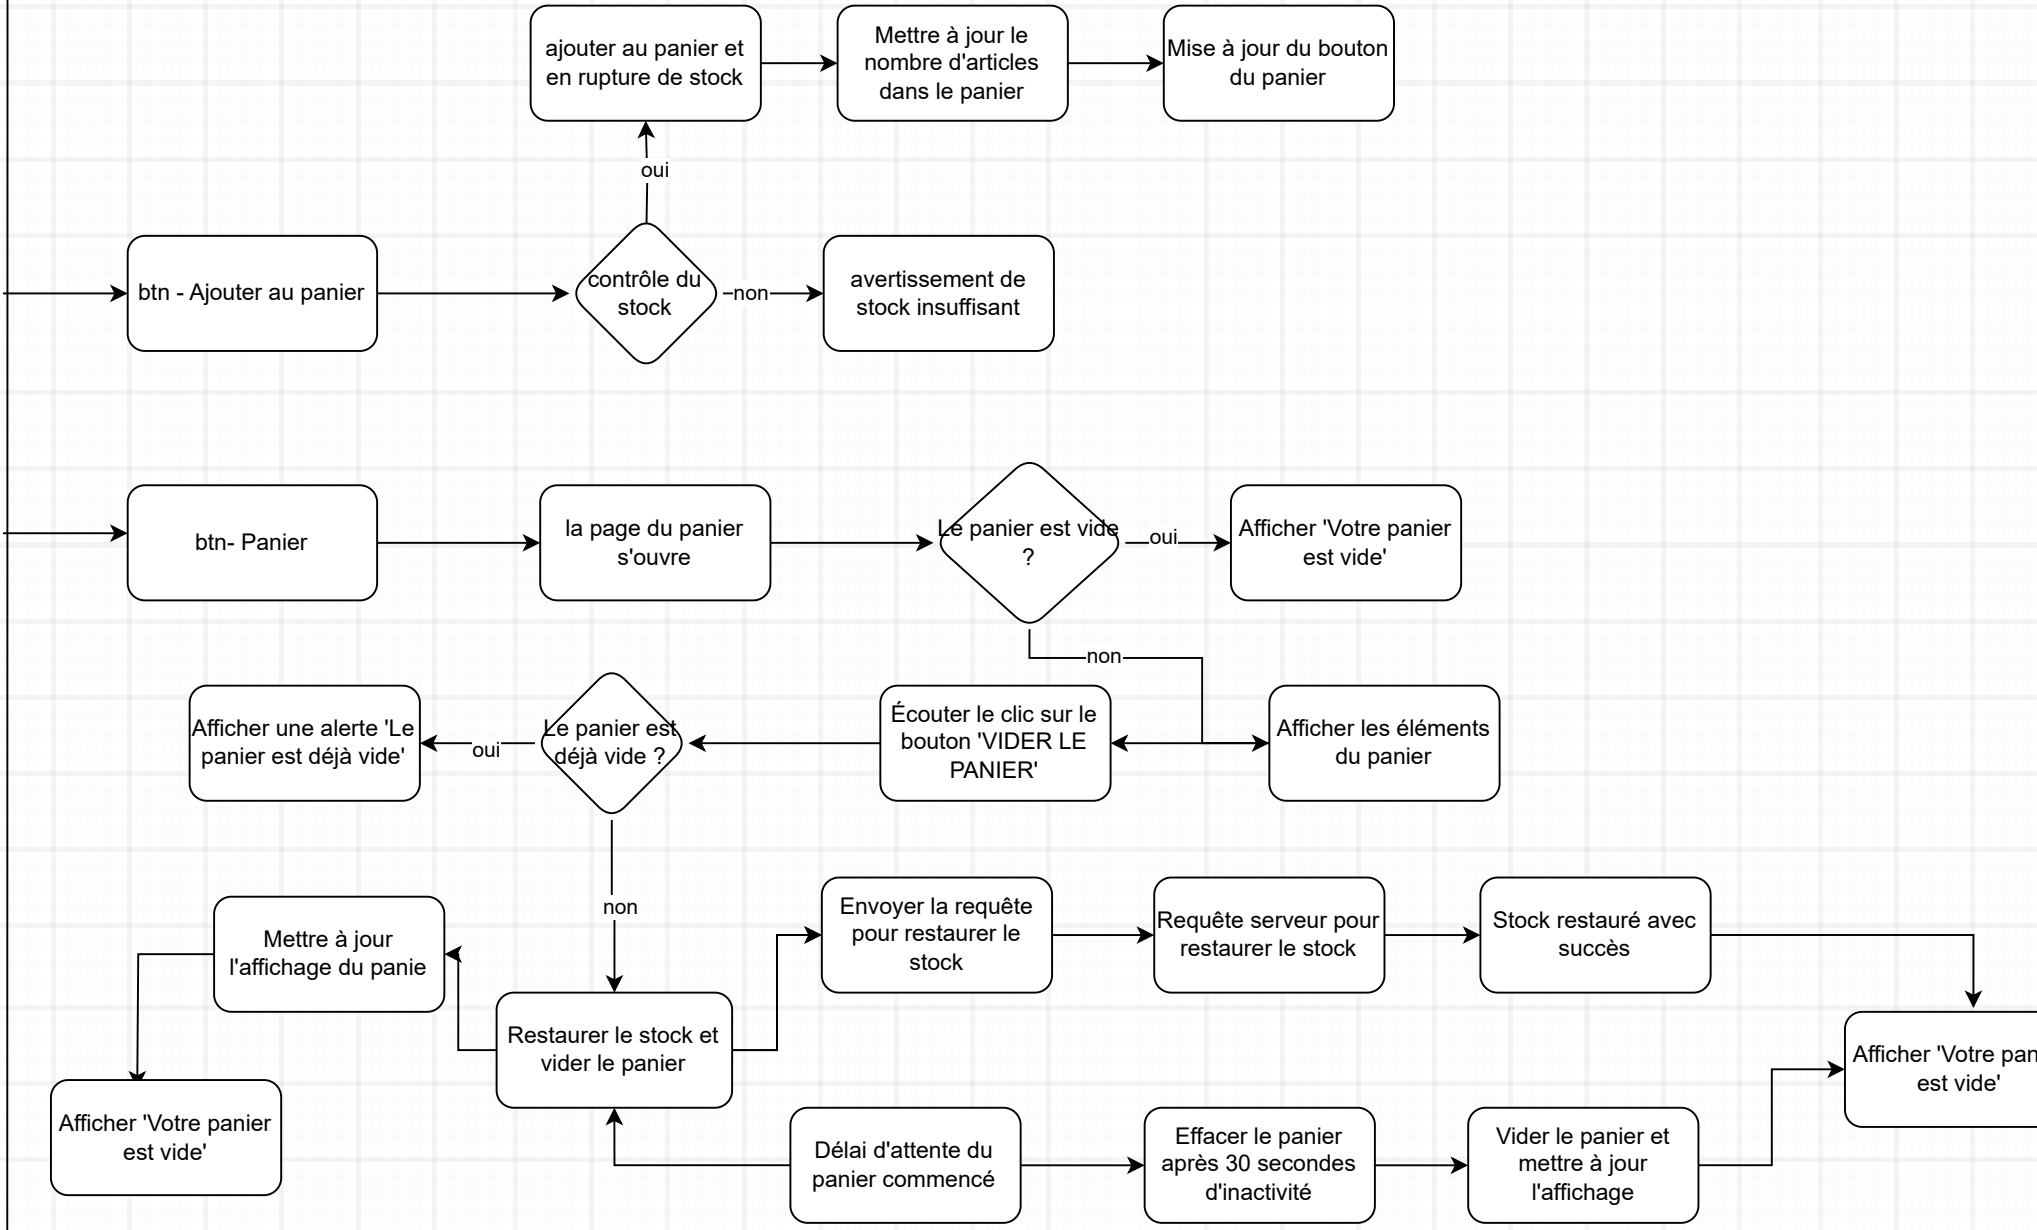 ajouter au panier et
en rupture de stock
Mettre à jour le
nombre d'articles
dans le panier
Mise à jour du bouton
du panier
oui
btn - Ajouter au panier
contrôle du
stock
non
avertissement de
stock insuffisant
btn- Panier
la page du panier
s'ouvre
Le panier est vide
?
oui
Afficher 'Votre panier
est vide'
non
Afficher une alerte 'Le
panier est déjà vide'
oui
Le panier est
déjà vide ?
Écouter le clic sur le
bouton 'VIDER LE
PANIER'
Afficher les éléments
du panier
non
Mettre à jour
l'affichage du panie
Envoyer la requête
pour restaurer le
stock
Requête serveur pour
restaurer le stock
Stock restauré avec
succès
Restaurer le stock et
vider le panier
Afficher 'Votre pan
est vide'
Afficher 'Votre panier
est vide'
Délai d'attente du
panier commencé
Effacer le panier
après 30 secondes
d'inactivité
Vider le panier et
mettre à jour
l'affichage